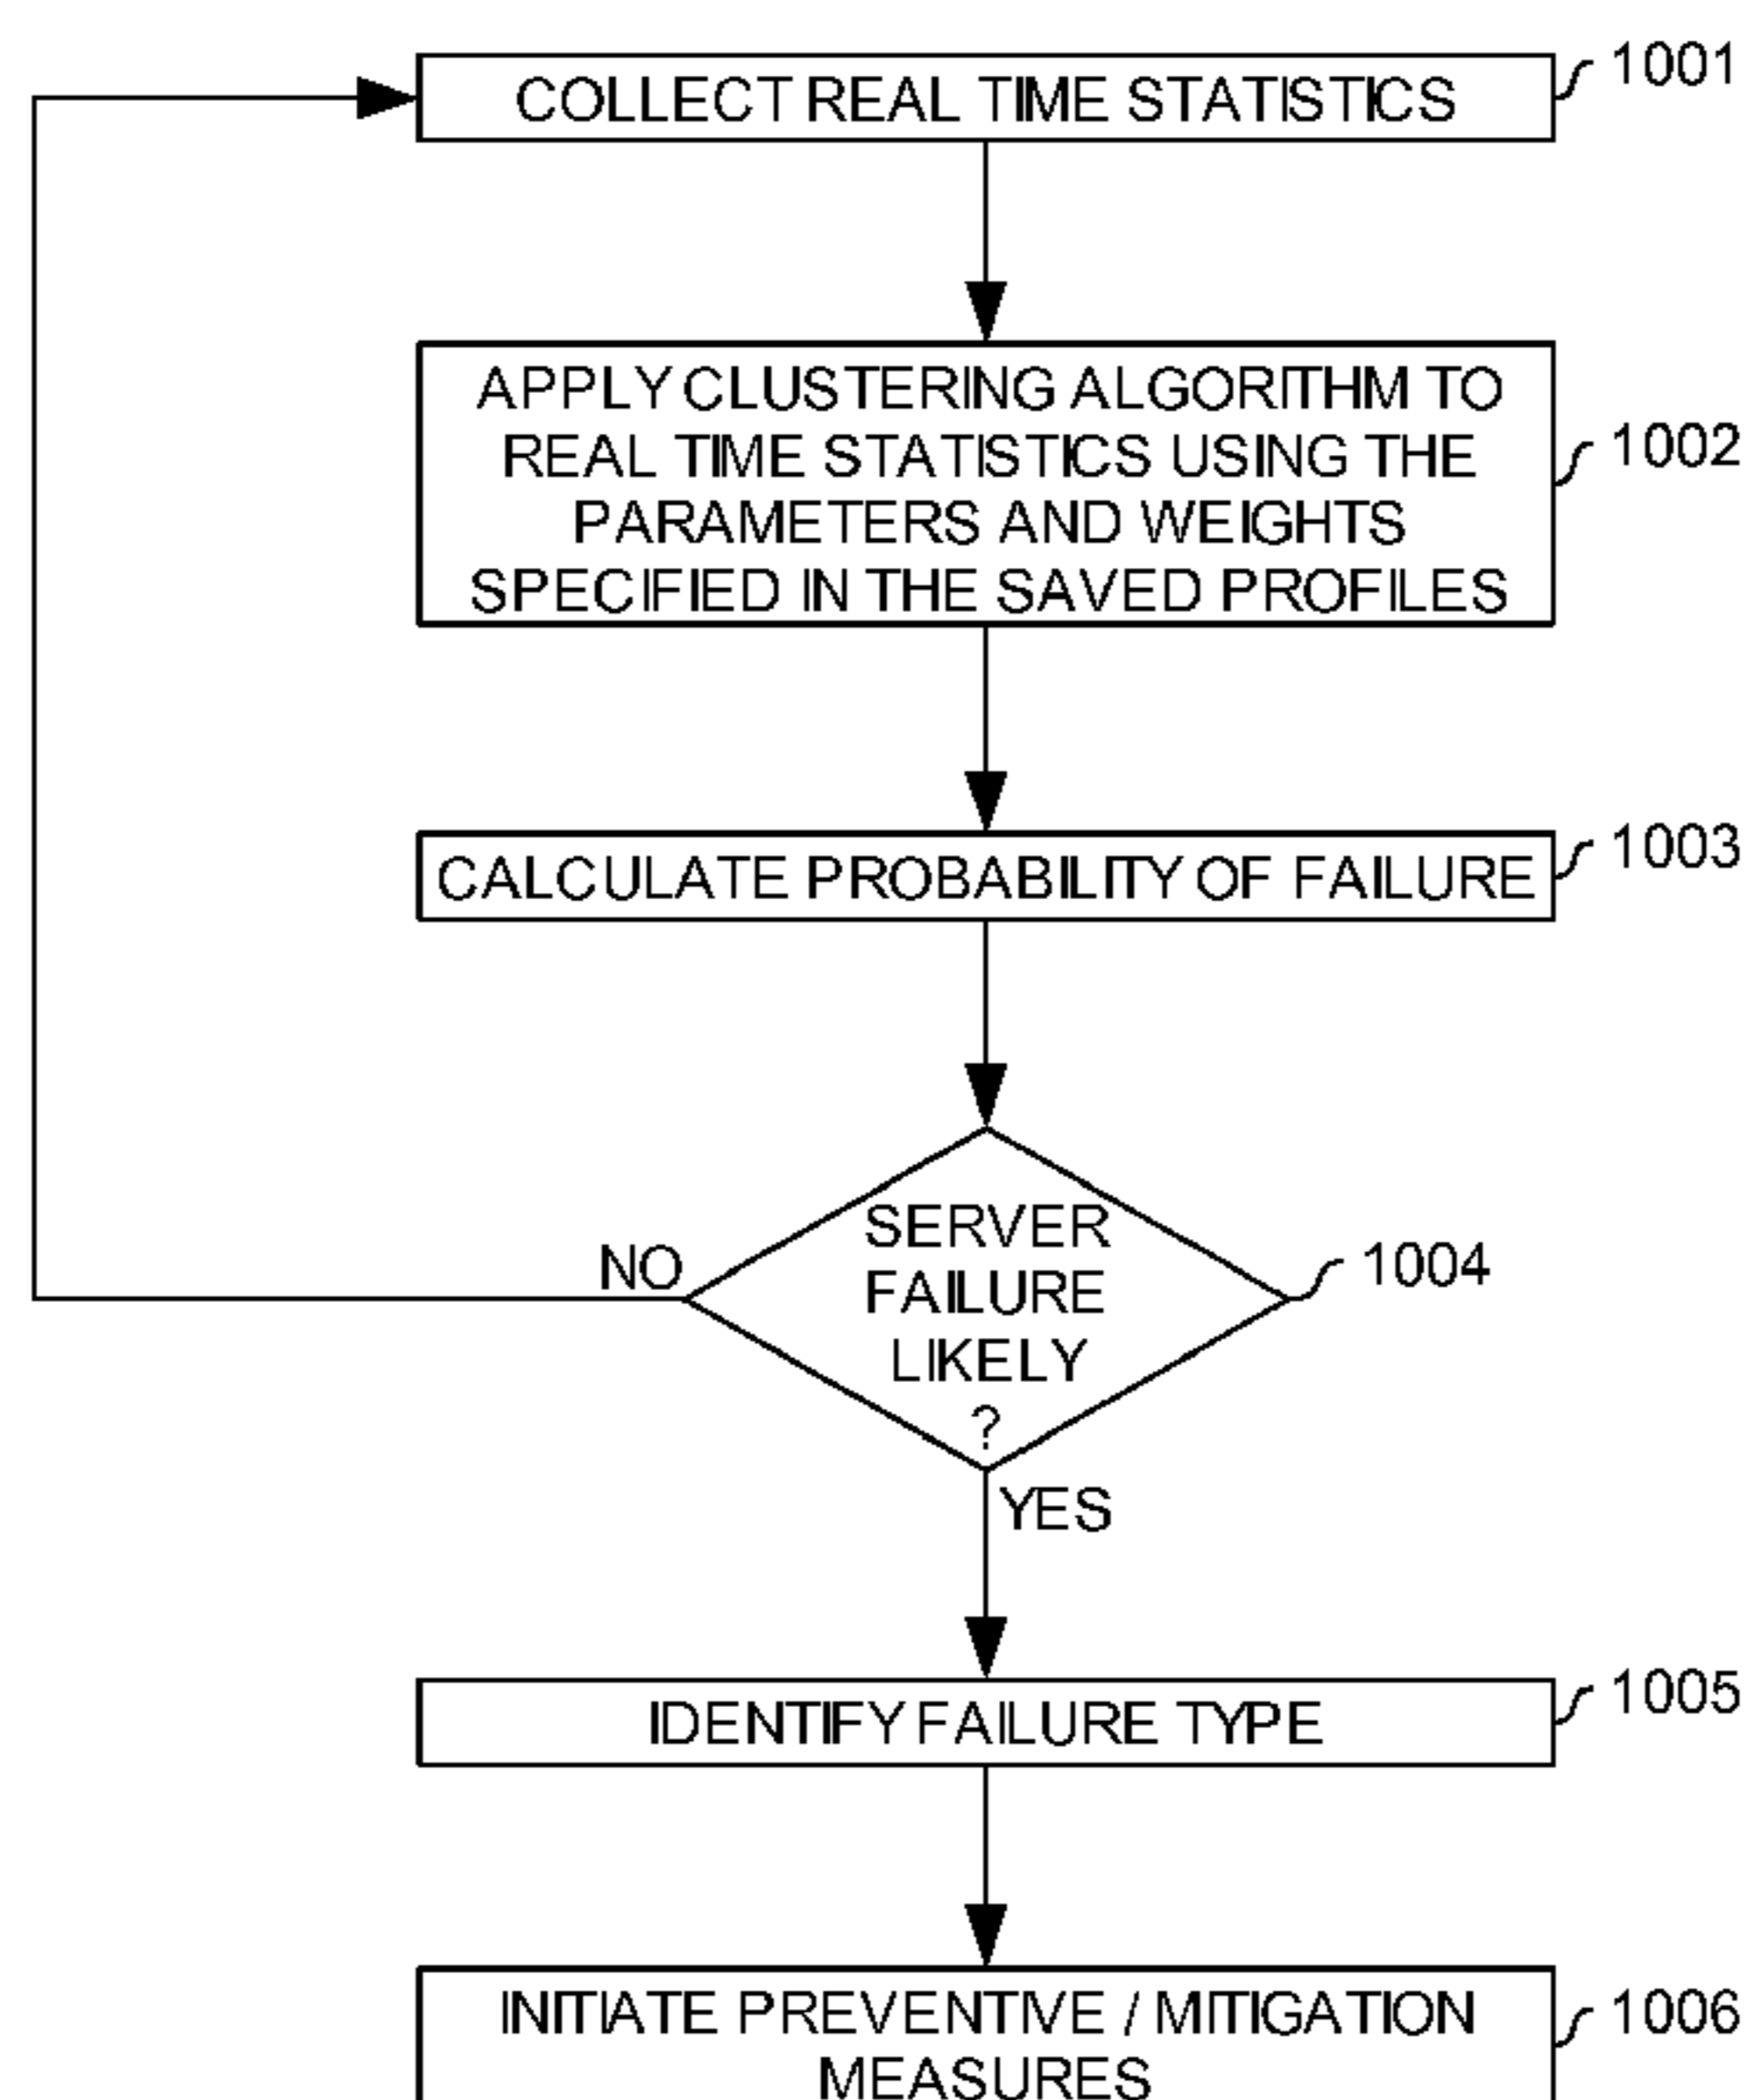 COLLECT REAL TIME STATISTICS
1001
APPLY CLUSTERING ALGORITHM TO
REAL TIME STATISTICS USING THE
PARAMETERS AND WEIGHTS
SPECIFIED IN THE SAVED PROFILES
1002
CALCULATE PROBABILITY OF FAILURE
1003
SERVER
FAILURE
LIKELY
?
1004
NO
YES
IDENTIFY FAILURE TYPE
1005
INITIATE PREVENTIVE / MITIGATION
MEASURES
1006